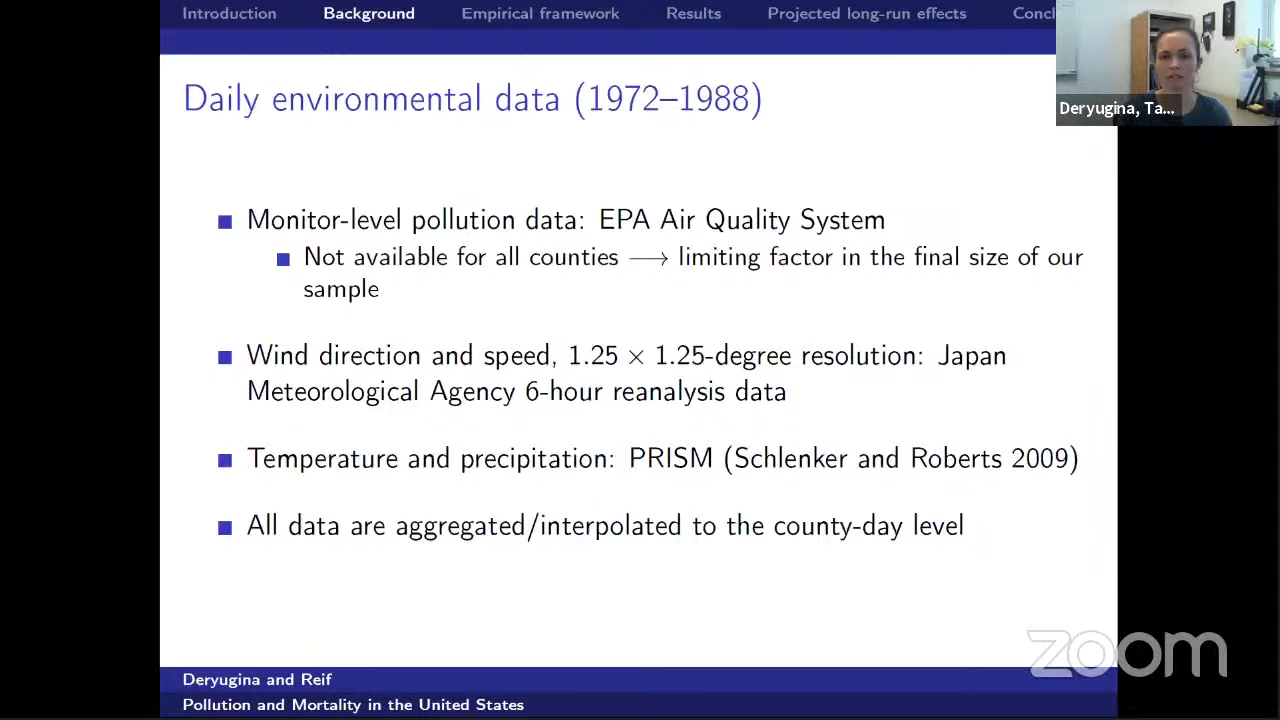 Introduction Background Empirical framework Results Projected long-run effects Concl
Deryugina, Ta...
Daily environmental data (1972–1988)
Monitor-level pollution data: EPA Air Quality System
Not available for all counties ⟶ limiting factor in the final size of our
sample
Wind direction and speed, 1.25 × 1.25-degree resolution: Japan
Meteorological Agency 6-hour reanalysis data
Temperature and precipitation: PRISM (Schlenker and Roberts 2009)
All data are aggregated/interpolated to the county-day level
zoom
Deryugina and Reif
Pollution and Mortality in the United States